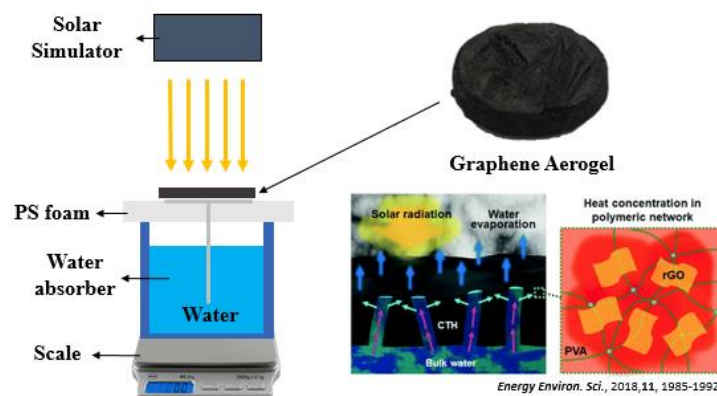 Solar
Simulator
PS foam
Water
absorber
Water
Scale
Graphene Aerogel
Solar radiation
Water
evaporation
CTH
Bulk water
Heat concentration in
polymeric network
rGO
PVA
Energy Environ. Sci., 2018,11, 1985-1992